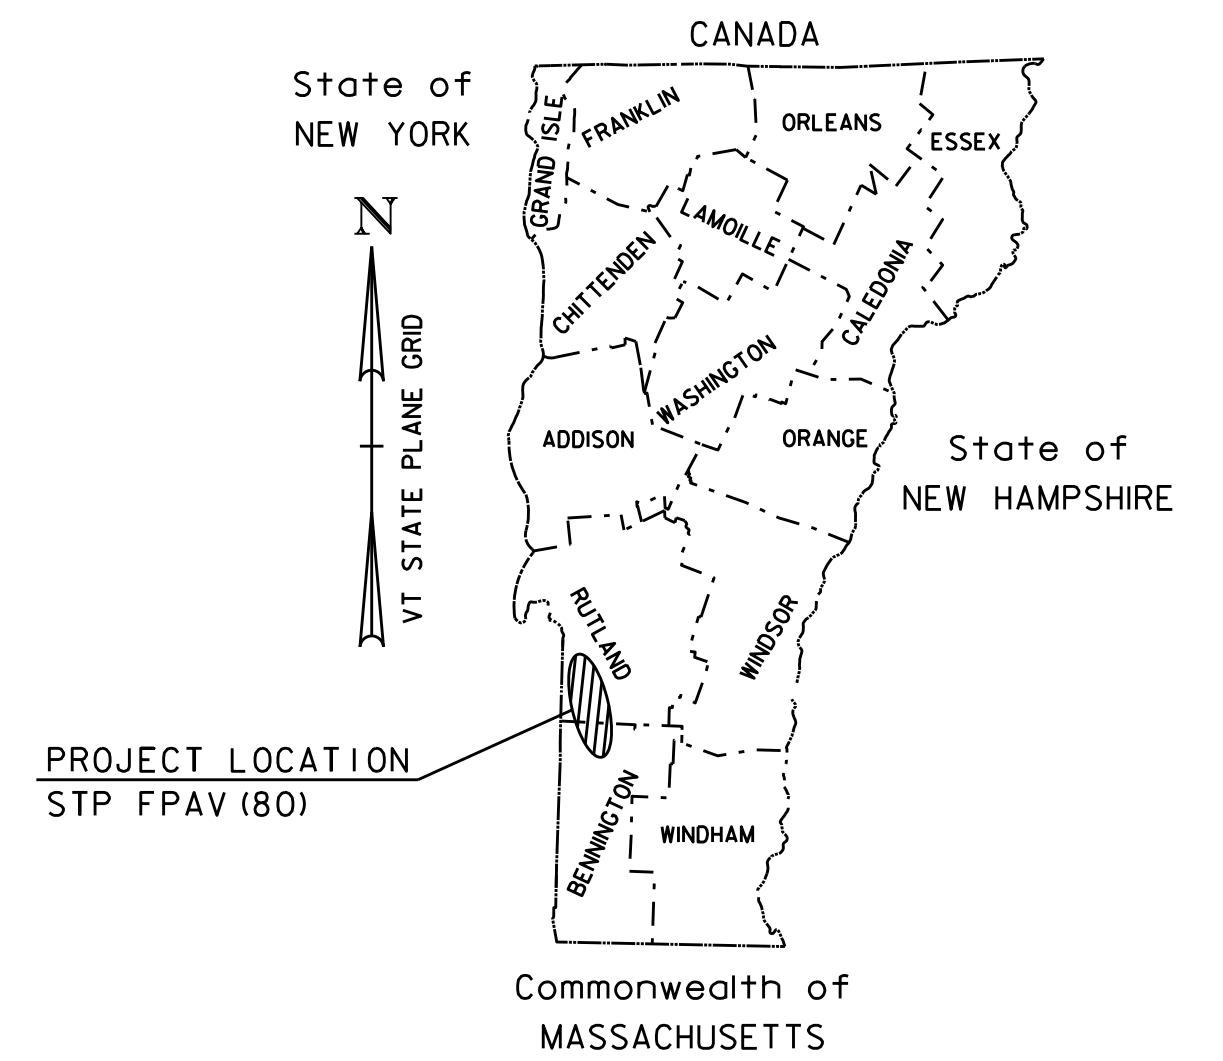 CANADA
State of
NEW YORK
GRAND ISLE
FRANKLIN
ORLEANS
ESSEX
N
LAMOILLE
CHITTENDEN
CALEDONIA
VT STATE PLANE GRID
WASHINGTON
ADDISON
ORANGE
State of
NEW HAMPSHIRE
RUTLAND
WINDSOR
PROJECT LOCATION
STP FPAV (80)
BENNINGTON
WINDHAM
Commonwealth of
MASSACHUSETTS